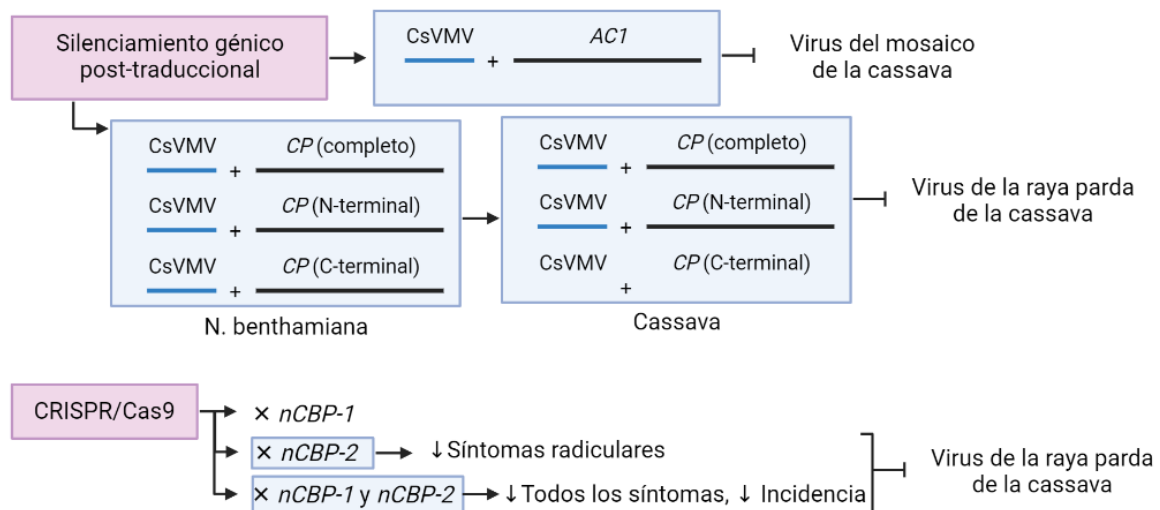 Silenciamiento génico
post-traduccional
CsVMV + AC1
Virus del mosaico
de la cassava
CsVMV + CP (completo)
CsVMV + CP (N-terminal)
CsVMV + CP (C-terminal)
N. benthamiana
CsVMV + CP (completo)
CsVMV + CP (N-terminal)
CsVMV + CP (C-terminal)
Cassava
Virus de la raya parda
de la cassava
CRISPR/Cas9
× nCBP-1
× nCBP-2 ↓Síntomas radiculares
× nCBP-1 y nCBP-2 ↓Todos los síntomas, ↓ Incidencia
Virus de la raya parda
de la cassava